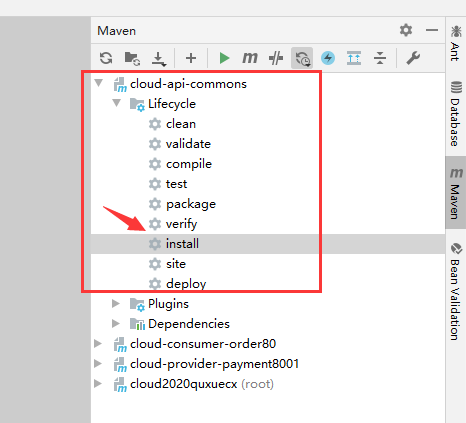 Maven
m
cloud-api-commons
Lifecycle
clean
validate
compile
test
package
verify
install
site
deploy
Plugins
Dependencies
cloud-consumer-order80
cloud-provider-payment8001
cloud2020quxuecx (root)
Ant
Database
m Maven
Bean Validation